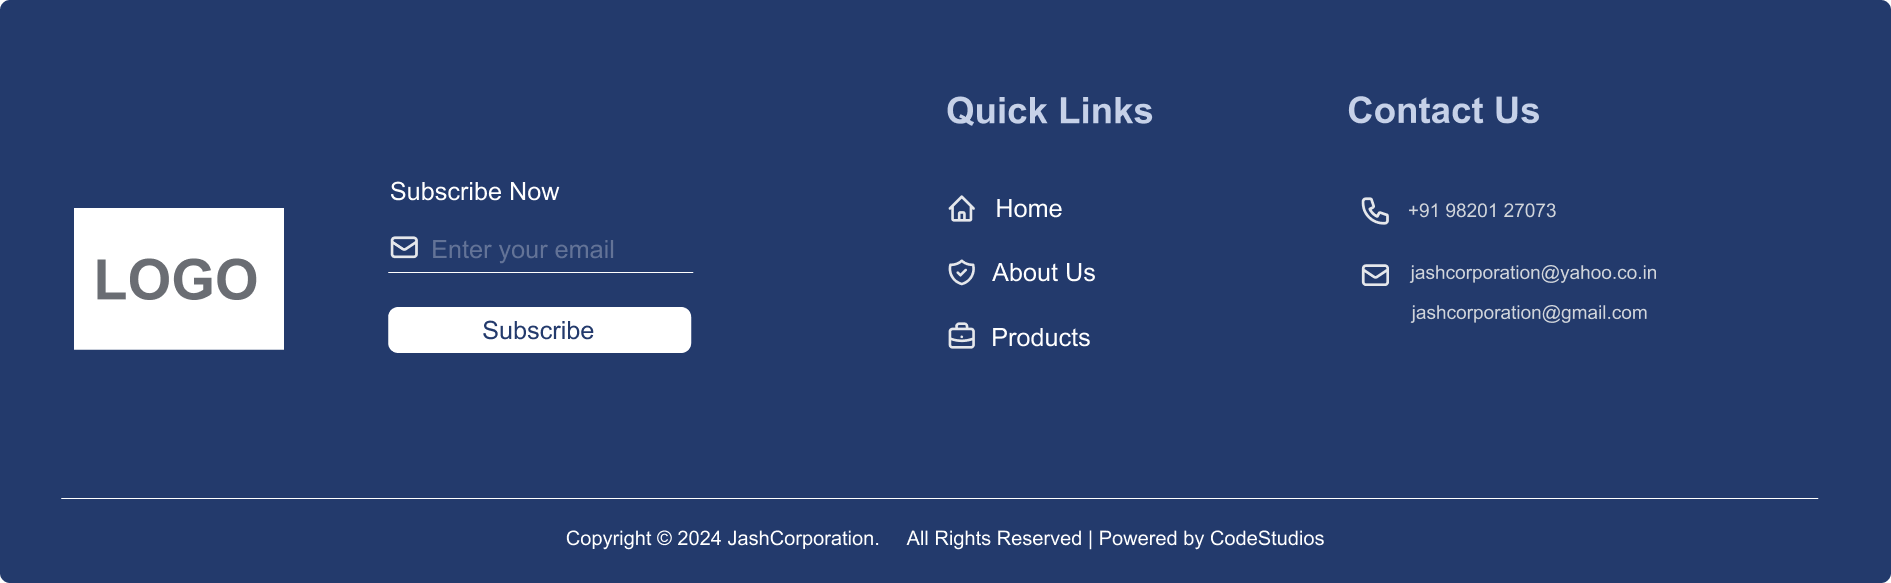 LOGO
Subscribe Now
Enter your email
Subscribe
Quick Links
Home
About Us
Products
Contact Us
+91 98201 27073
jashcorporation@yahoo.co.in
jashcorporation@gmail.com
Copyright © 2024 JashCorporation. All Rights Reserved | Powered by CodeStudios